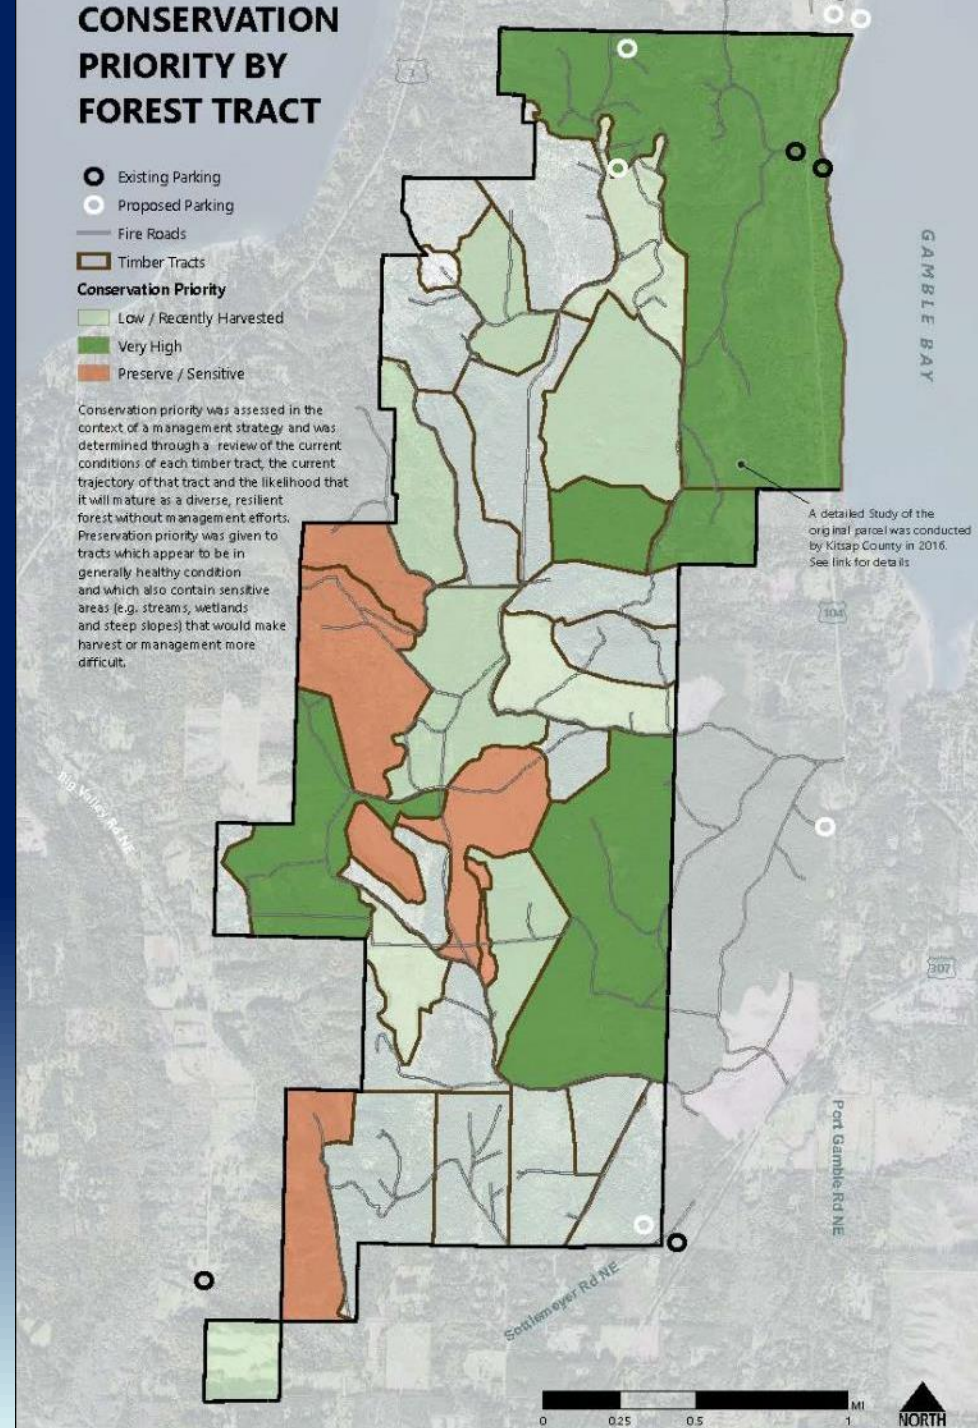 CONSERVATION
PRIORITY BY
FOREST TRACT
Existing Parking
Proposed Parking
Fire Roads
Timber Tracts
Conservation Priority
Low / Recently Harvested
Very High
Preserve / Sensitive
Conservation priority was assessed in the
context of a management strategy and was
determined through a review of the current
conditions of each timber tract, the current
trajectory of that tract and the likelihood that
it will mature as a diverse, resilient
forest without management efforts.
Preservation priority was given to
tracts which appear to be in
generally healthy condition
and which also contain sensitive
areas (e.g. streams, wetlands
and steep slopes) that would make
harvest or management more
difficult.
3
GAMBLE BAY
A detailed Study of the
original parcel was conducted
by Kitsap County in 2016.
See link for details
104
Big Valley Rd NE
307
Port Gamble Rd NE
Sottlemeyer Rd NE
0 0.25 0.5 1 MI
NORTH